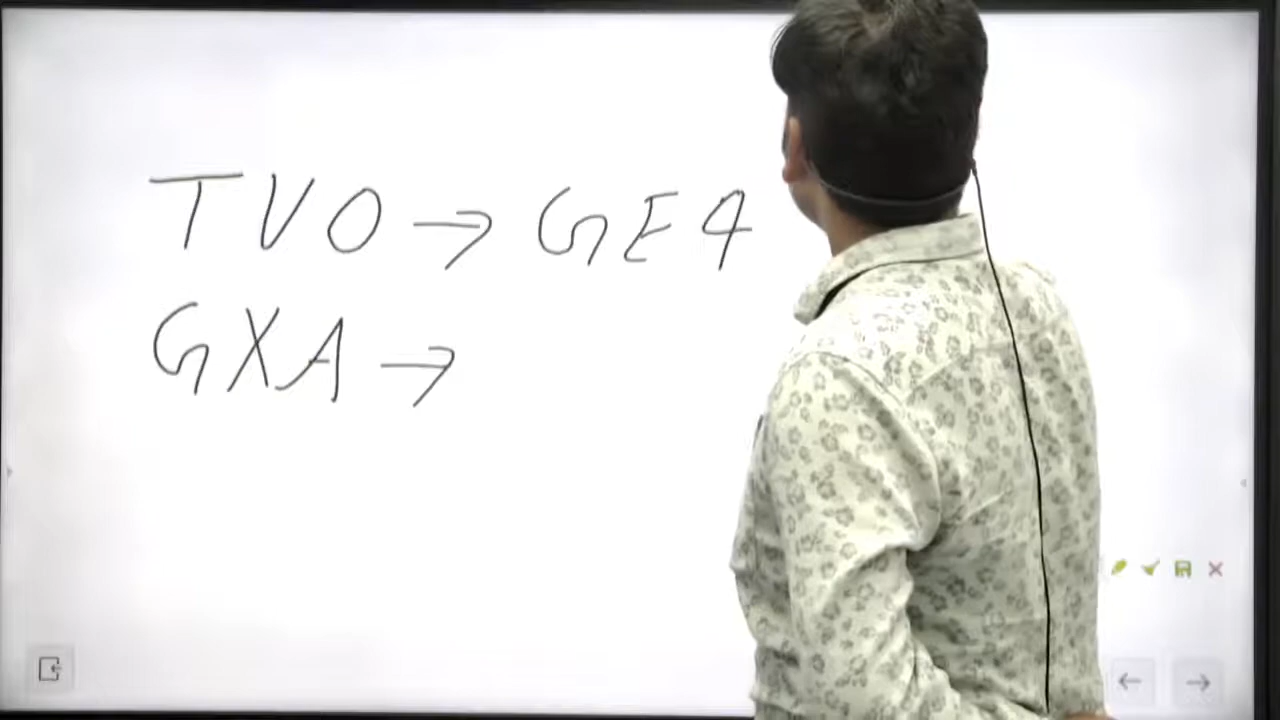 TVO → GE4
GXA →